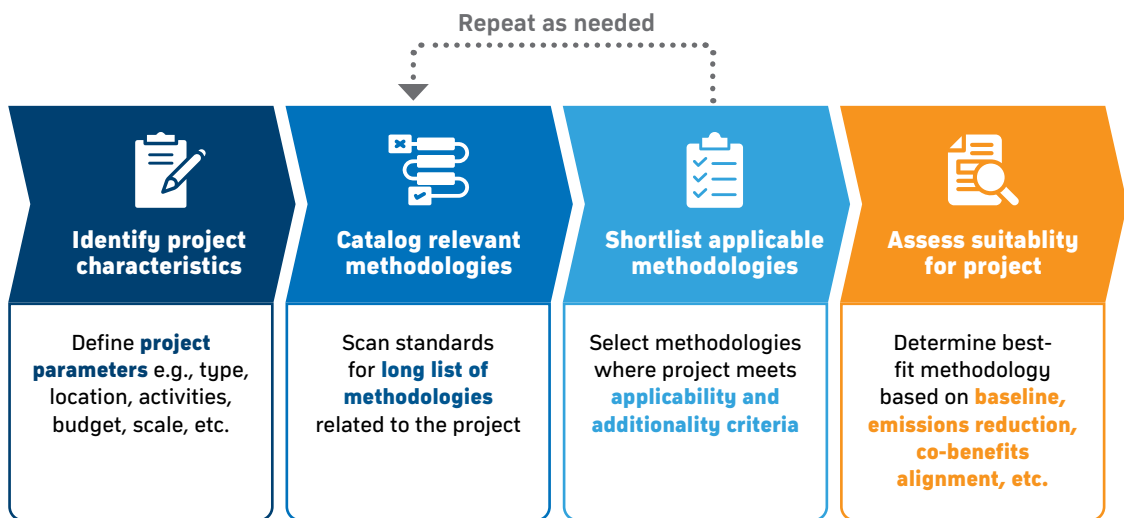 Repeat as needed
Identify project
characteristics
Define project
parameters e.g., type,
location, activities,
budget, scale, etc.
Catalog relevant
methodologies
Scan standards
for long list of
methodologies
related to the project
Shortlist applicable
methodologies
Select methodologies
where project meets
applicability and
additionality criteria
Assess suitablity
for project
Determine best-
fit methodology
based on baseline,
emissions reduction,
co-benefits
alignment, etc.